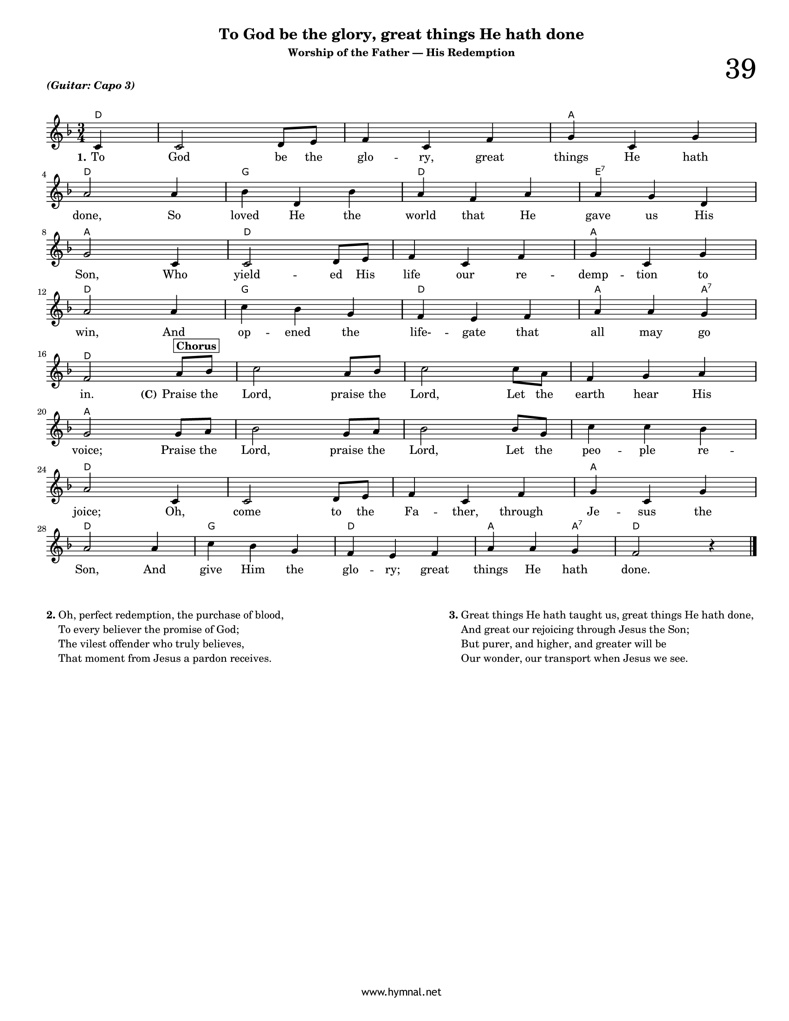 To God be the glory, great things He hath done
Worship of the Father — His Redemption
39
(Guitar: Capo 3)
D A
1. To God be the glo - ry, great things He hath
4 D G D E7
done, So loved He the world that He gave us His
8 A D A
Son, Who yield - ed His life our re - demp - tion to
12 D G D A A7
win, And op - ened the life- - gate that all may go
Chorus
16 D
in. (C) Praise the Lord, praise the Lord, Let the earth hear His
20 A
voice; Praise the Lord, praise the Lord, Let the peo - ple re -
24 D A
joice; Oh, come to the Fa - ther, through Je - sus the
28 D G D A A7 D
Son, And give Him the glo - ry; great things He hath done.
2. Oh, perfect redemption, the purchase of blood,
To every believer the promise of God;
The vilest offender who truly believes,
That moment from Jesus a pardon receives.
3. Great things He hath taught us, great things He hath done,
And great our rejoicing through Jesus the Son;
But purer, and higher, and greater will be
Our wonder, our transport when Jesus we see.
www.hymnal.net